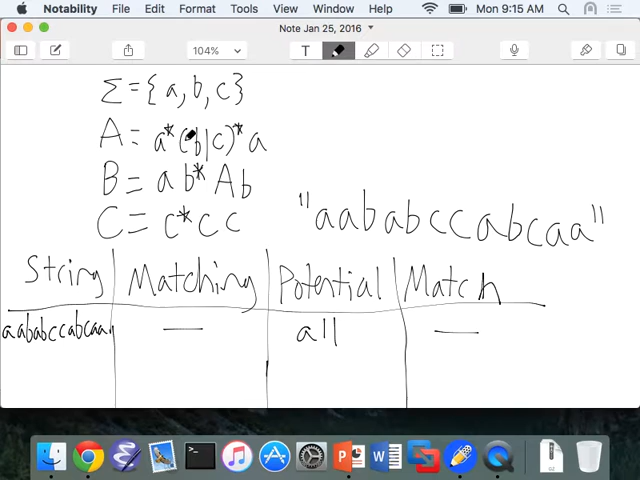 Notability File Edit Format Tools View Window Help Mon 9:15 AM
Note Jan 25, 2016
104% T
Σ = {a, b, c}
A = a* (b|c)* a
B = a b* A b
C = c* c c
"aababccabcaa"
String Matching Potential Match
aababccabcaa — all —